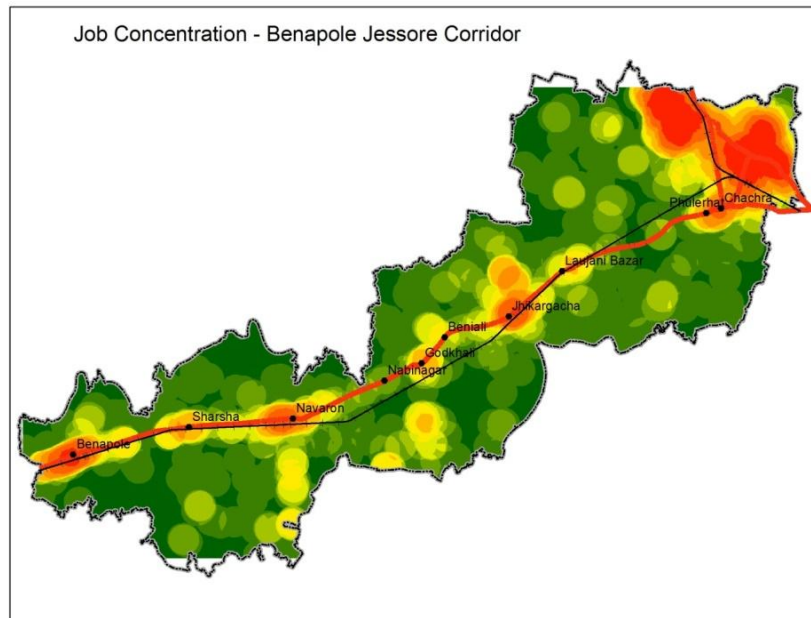 Job Concentration - Benapole Jessore Corridor
Phulerhat
Chachra
Laujani Bazar
Jhikargacha
Beniali
Godkhali
Nabinagar
Navaron
Sharsha
Benapole